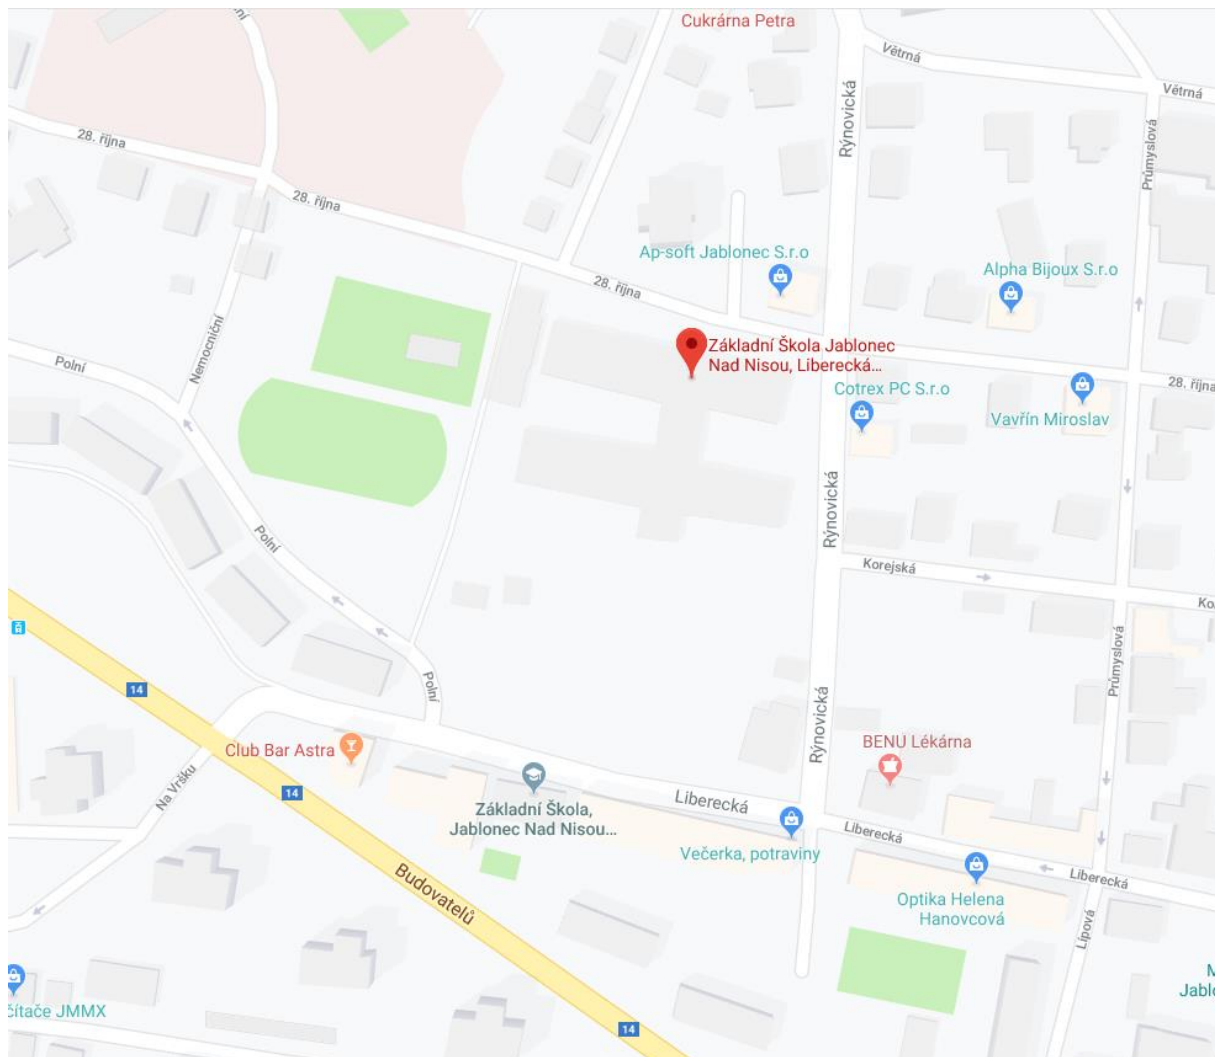 Cukrárna Petra
Větrná
Větrná
Rýnovická
28. října
Průmyslová
28. října
Ap-soft Jablonec S.r.o
Alpha Bijoux S.r.o
28. října
Nemocniční
Základní Škola Jablonec
Nad Nisou, Liberecká...
Polní
28. října
Cotrex PC S.r.o
Vavřín Miroslav
Rýnovická
Polní
Korejská
Průmyslová
Polní
14
Rýnovická
Club Bar Astra
BENU Lékárna
Na Vršku
14
Základní Škola,
Jablonec Nad Nisou...
Liberecká
Liberecká
Večerka, potraviny
Liberecká
Budovatelů
Optika Helena
Hanovcová
Lipová
Jablo
čítače JMMX
14